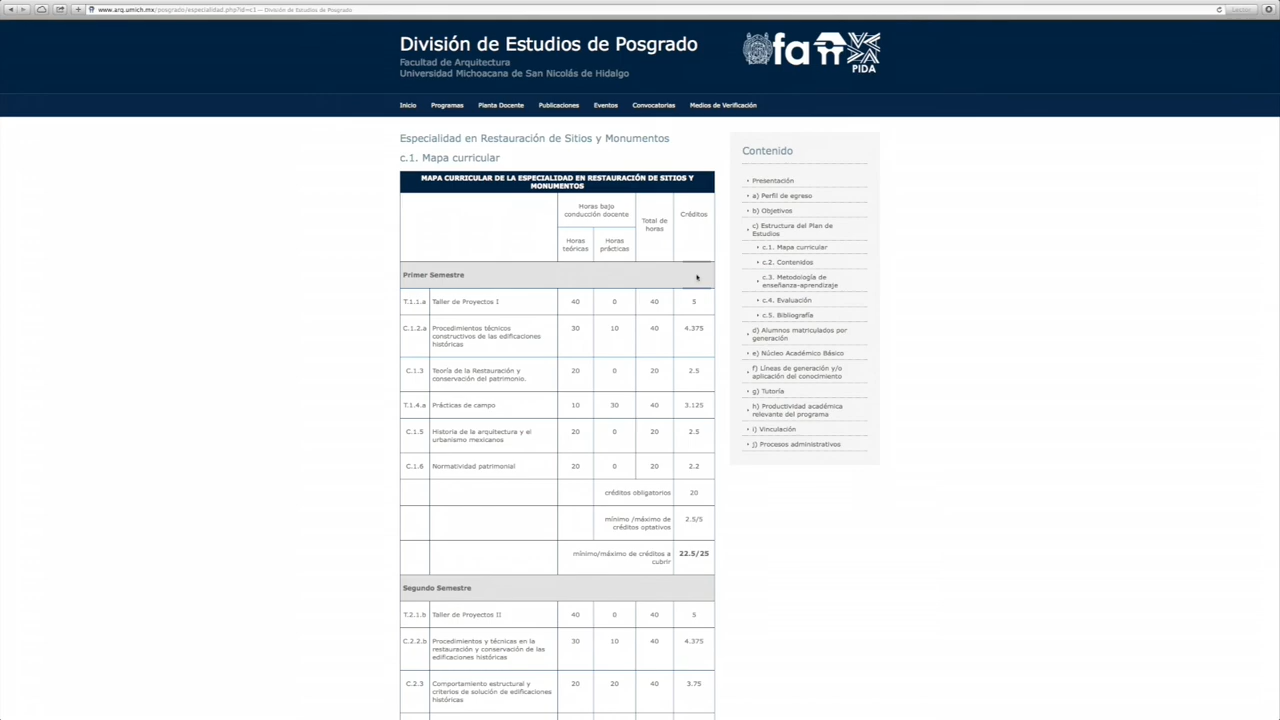 www.arq.umich.mx/posgrado/especialidad.php?id=c1 — División de Estudios de Posgrado
Lector
División de Estudios de Posgrado
Facultad de Arquitectura
Universidad Michoacana de San Nicolás de Hidalgo
fa
PIDA
Inicio Programas Planta Docente Publicaciones Eventos Convocatorias Medios de Verificación
Especialidad en Restauración de Sitios y Monumentos
c.1. Mapa curricular
MAPA CURRICULAR DE LA ESPECIALIDAD EN RESTAURACIÓN DE SITIOS Y
MONUMENTOS
Horas bajo
conducción docente
Total de
horas
Créditos
Horas
teóricas
Horas
prácticas
Primer Semestre
T.1.1.a Taller de Proyectos I 40 0 40 5
C.1.2.a Procedimientos técnicos
constructivos de las edificaciones
históricas
30 10 40 4.375
C.1.3 Teoría de la Restauración y
conservación del patrimonio.
20 0 20 2.5
T.1.4.a Prácticas de campo 10 30 40 3.125
C.1.5 Historia de la arquitectura y el
urbanismo mexicanos
20 0 20 2.5
C.1.6 Normatividad patrimonial 20 0 20 2.2
créditos obligatorios 20
mínimo /máximo de
créditos optativos
2.5/5
mínimo/máximo de créditos a
cubrir
22.5/25
Segundo Semestre
T.2.1.b Taller de Proyectos II 40 0 40 5
C.2.2.b Procedimientos y técnicas en la
restauración y conservación de las
edificaciones históricas
30 10 40 4.375
C.2.3 Comportamiento estructural y
criterios de solución de edificaciones
históricas
20 20 40 3.75
Contenido
Presentación
a) Perfil de egreso
b) Objetivos
c) Estructura del Plan de
Estudios
c.1. Mapa curricular
c.2. Contenidos
c.3. Metodología de
enseñanza-aprendizaje
c.4. Evaluación
c.5. Bibliografía
d) Alumnos matriculados por
generación
e) Núcleo Académico Básico
f) Líneas de generación y/o
aplicación del conocimiento
g) Tutoría
h) Productividad académica
relevante del programa
i) Vinculación
j) Procesos administrativos